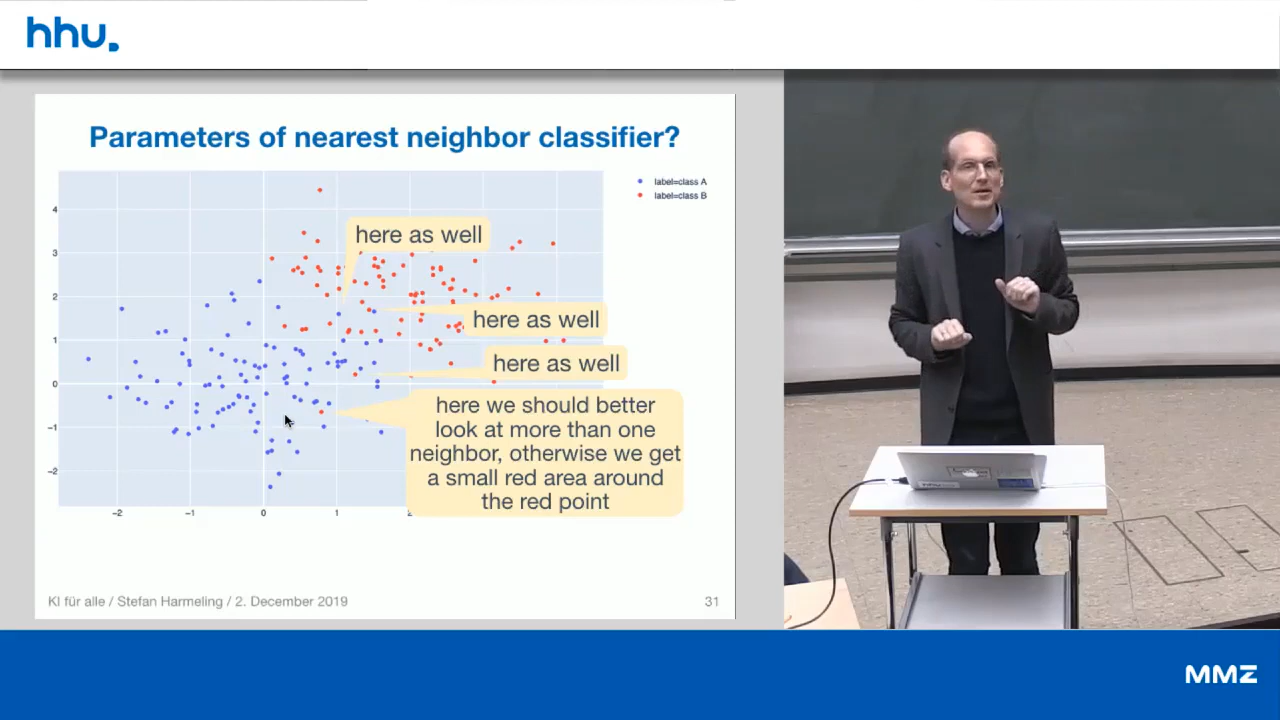 hhu.
Parameters of nearest neighbor classifier?
label=class A
label=class B
4
3
2
1
0
−1
−2
−2
−1
0
1
here as well
here as well
here as well
here we should better
look at more than one
neighbor, otherwise we get
a small red area around
the red point
KI für alle / Stefan Harmeling / 2. December 2019
31
MMZ